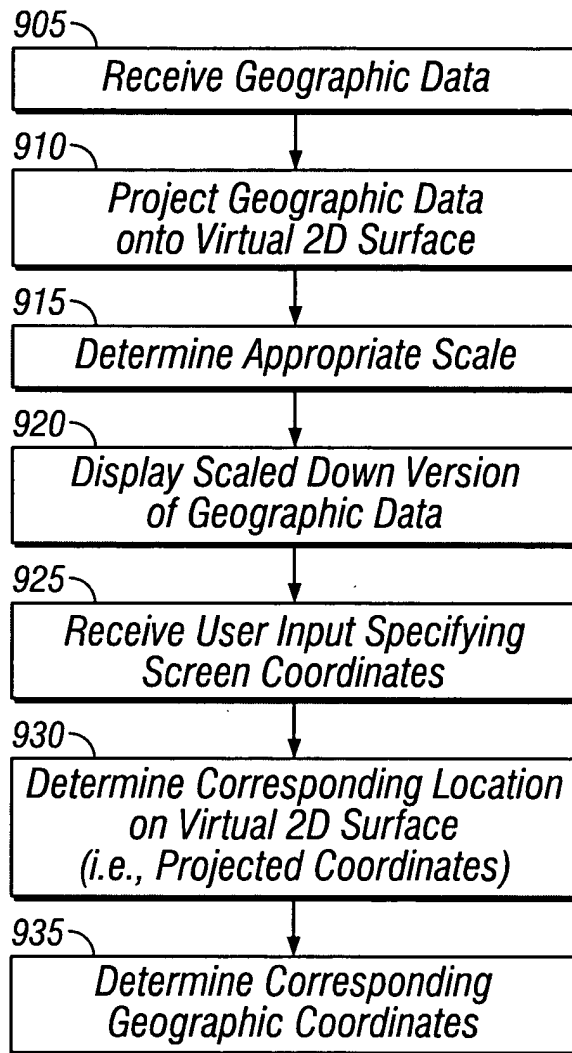 905
Receive Geographic Data
910
Project Geographic Data
onto Virtual 2D Surface
915
Determine Appropriate Scale
920
Display Scaled Down Version
of Geographic Data
925
Receive User Input Specifying
Screen Coordinates
930
Determine Corresponding Location
on Virtual 2D Surface
(i.e., Projected Coordinates)
935
Determine Corresponding
Geographic Coordinates